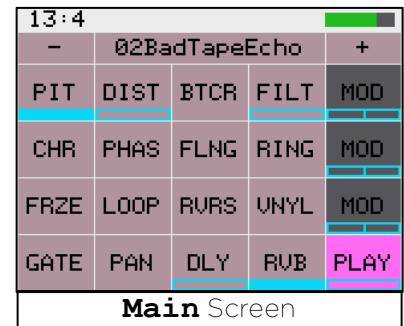 13:4
- 02BadTapeEcho +
PIT DIST BTCR FILT MOD
CHR PHAS FLNG RING MOD
FRZE LOOP RVRS VNYL MOD
GATE PAN DLY RVB PLAY
Main Screen